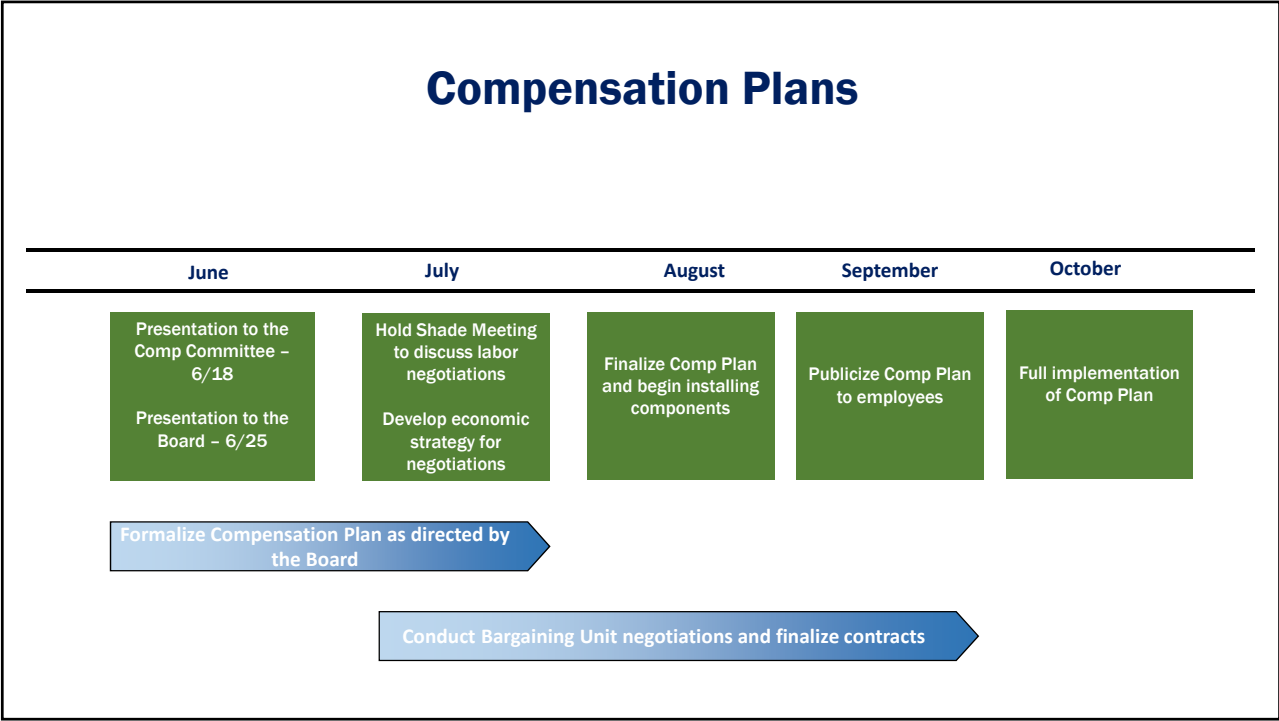 Compensation Plans
June
July
August
September
October
Presentation to the
Comp Committee –
6/18
Presentation to the
Board – 6/25
Hold Shade Meeting
to discuss labor
negotiations
Develop economic
strategy for
negotiations
Finalize Comp Plan
and begin installing
components
Publicize Comp Plan
to employees
Full implementation
of Comp Plan
Formalize Compensation Plan as directed by
the Board
Conduct Bargaining Unit negotiations and finalize contracts